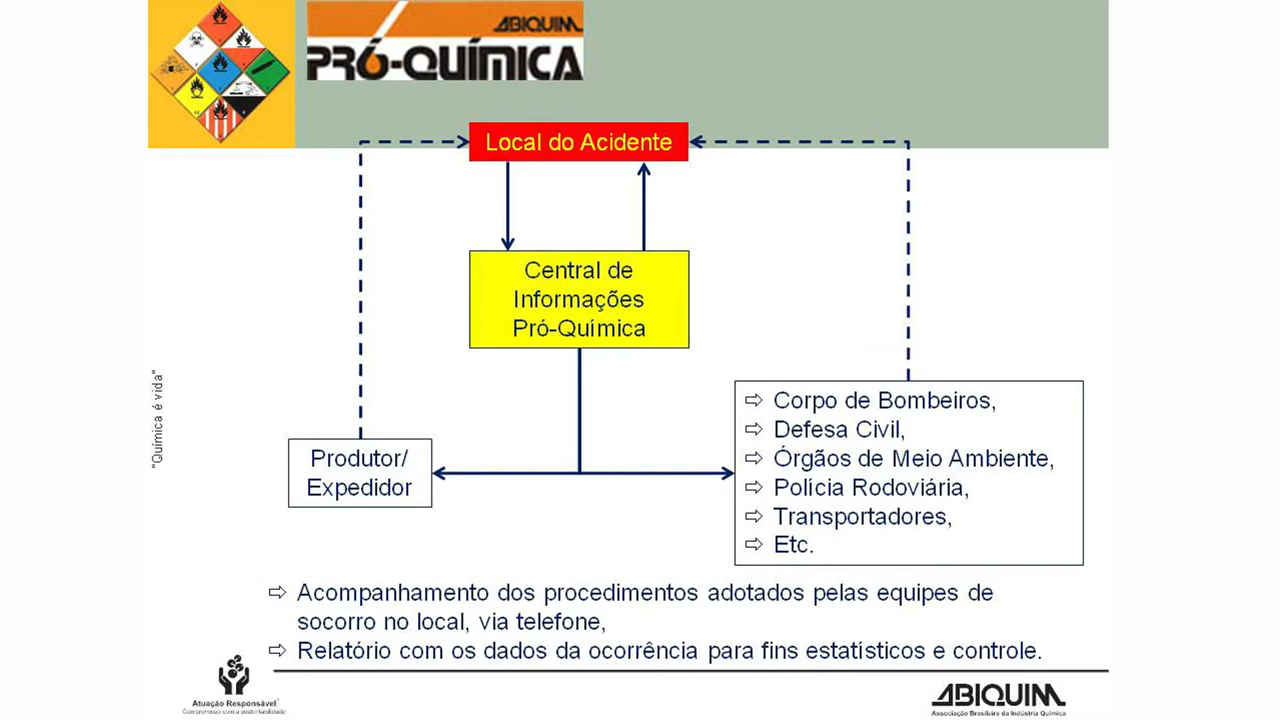 ABIQUIM
PRÓ-QUÍMICA
Local do Acidente
Central de
Informações
Pró-Química
"Química é vida"
Produtor/
Expedidor
⇨ Corpo de Bombeiros,
⇨ Defesa Civil,
⇨ Órgãos de Meio Ambiente,
⇨ Polícia Rodoviária,
⇨ Transportadores,
⇨ Etc.
⇨ Acompanhamento dos procedimentos adotados pelas equipes de
socorro no local, via telefone,
⇨ Relatório com os dados da ocorrência para fins estatísticos e controle.
Atuação Responsável
Compromisso com a sustentabilidade
ABIQUIM
Associação Brasileira da Indústria Química